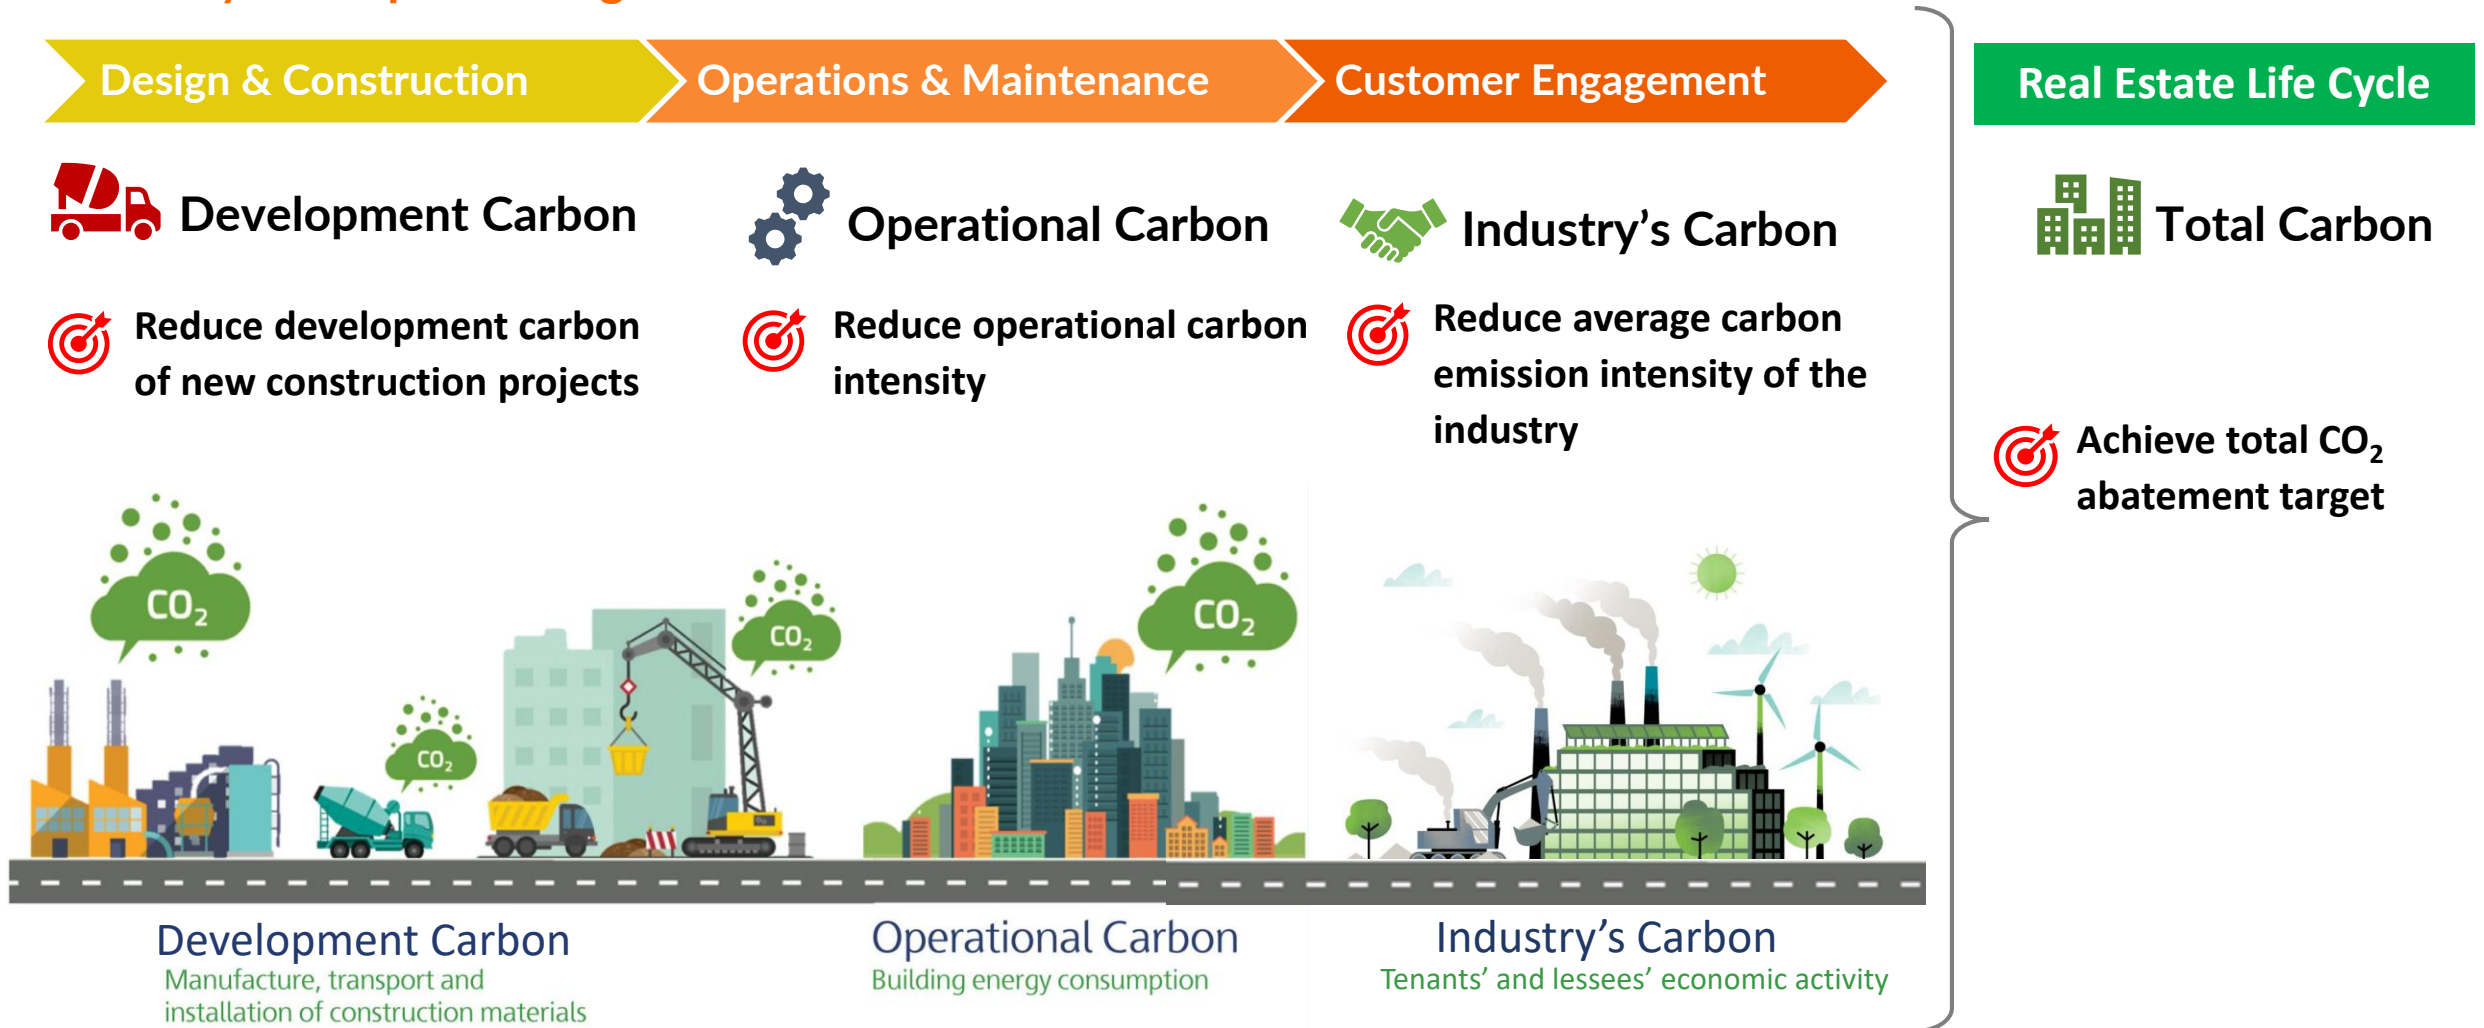 Design & Construction
Operations & Maintenance
Customer Engagement
Real Estate Life Cycle
Development Carbon
Operational Carbon
Industry’s Carbon
Total Carbon
Reduce development carbon
of new construction projects
Reduce operational carbon
intensity
Reduce average carbon
emission intensity of the
industry
Achieve total CO₂
abatement target
CO₂
CO₂
CO₂
CO₂
Development Carbon
Manufacture, transport and
installation of construction materials
Operational Carbon
Building energy consumption
Industry’s Carbon
Tenants’ and lessees’ economic activity